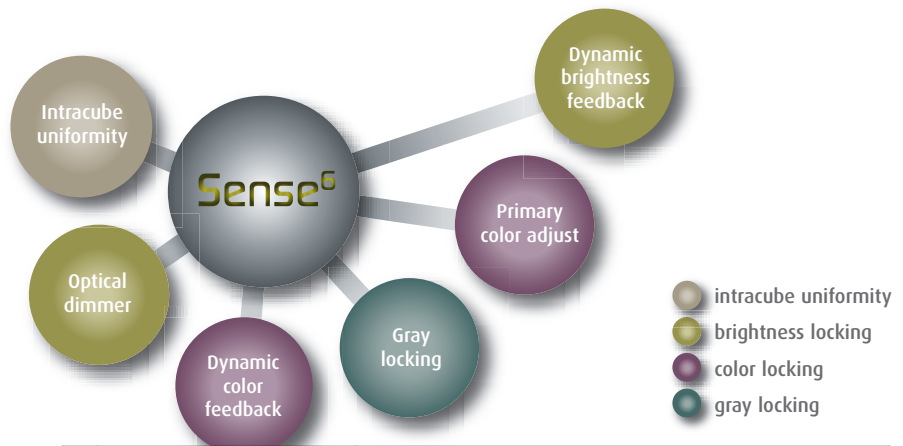 Dynamic
brightness
feedback
Intracube
uniformity
Sense⁶
Primary
color adjust
Optical
dimmer
Gray
locking
Dynamic
color
feedback
intracube uniformity
brightness locking
color locking
gray locking